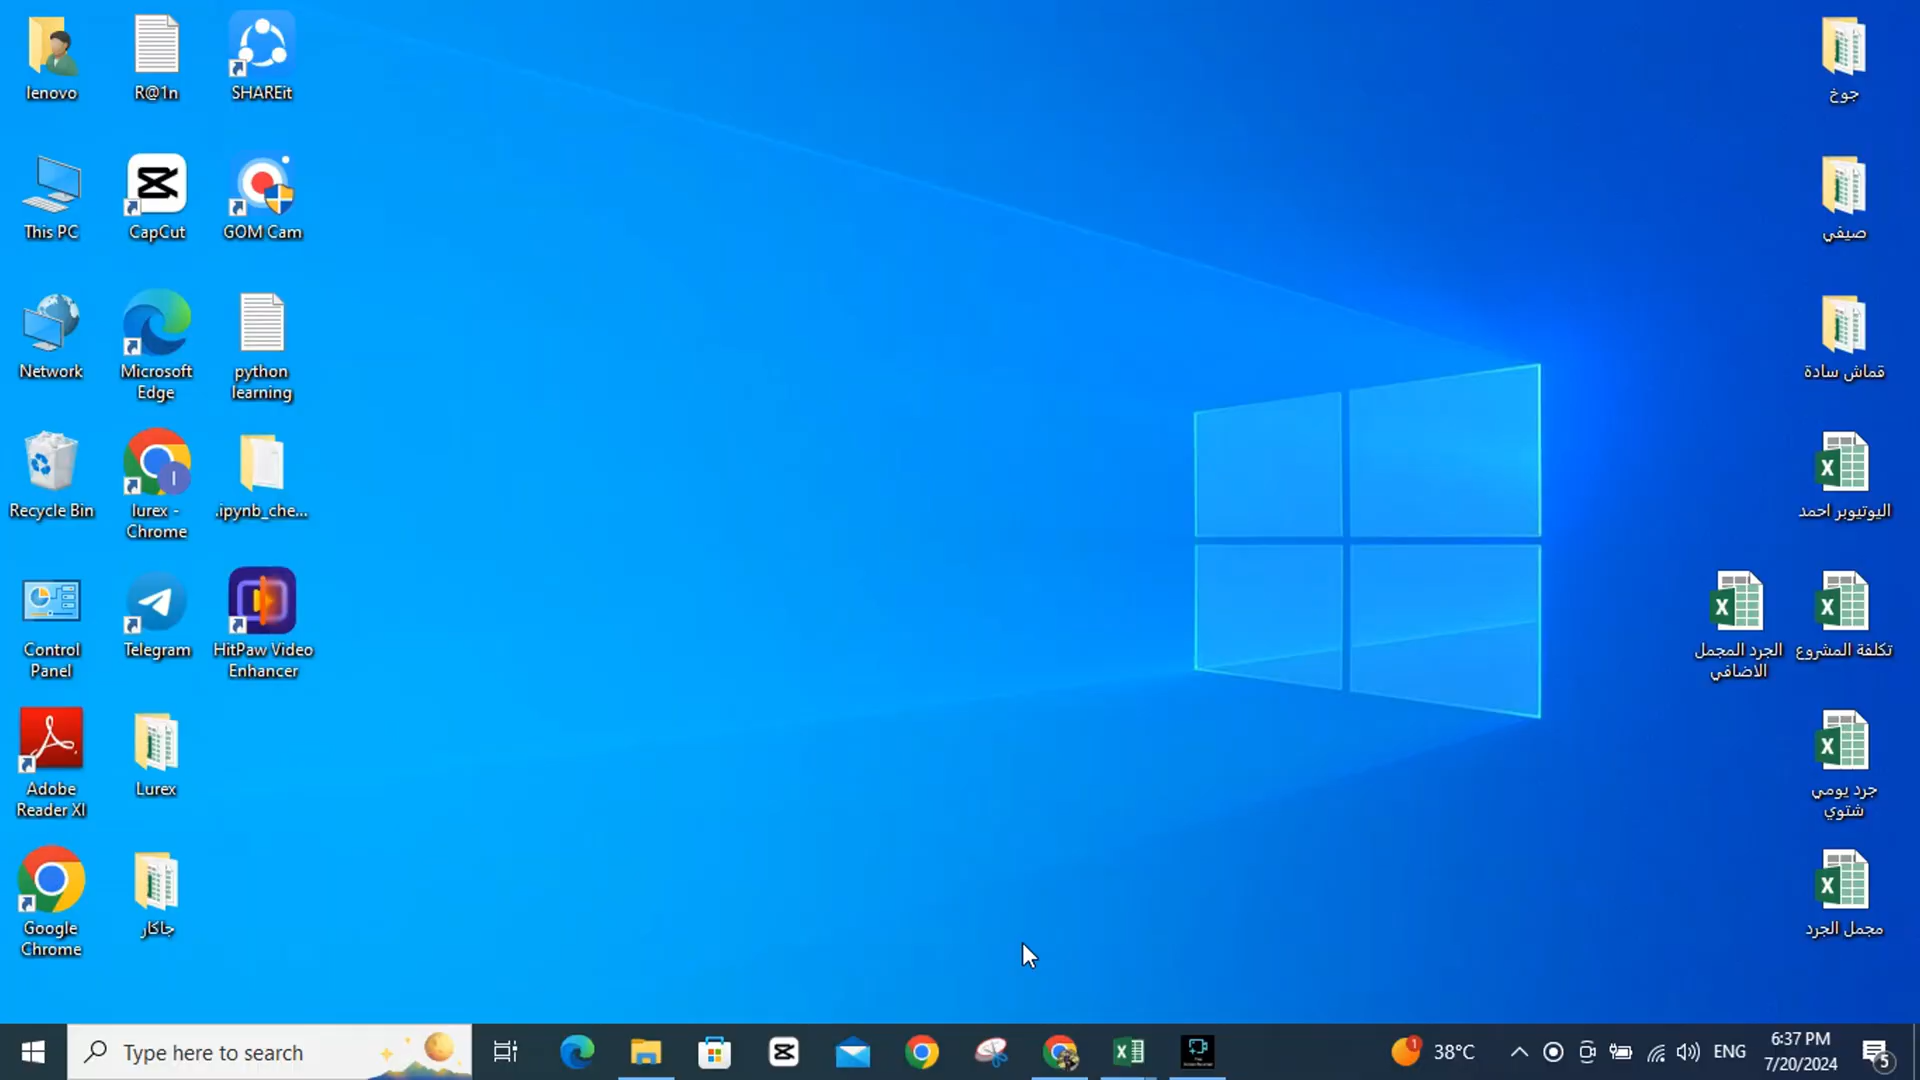 lenovo
R@1n
SHAREit
جوخ
This PC
CapCut
GOM Cam
صيفي
Network
Microsoft
Edge
python
learning
قماش سادة
Recycle Bin
lurex -
Chrome
.ipynb_che...
اليوتيوبر احمد
Control
Panel
Telegram
HitPaw Video
Enhancer
الجرد المجمل
الاضافي
تكلفة المشروع
Adobe
Reader XI
Lurex
جرد يومي
شتوي
Google
Chrome
جاكار
مجمل الجرد
Type here to search
1
38°C
ENG
6:37 PM
7/20/2024
5